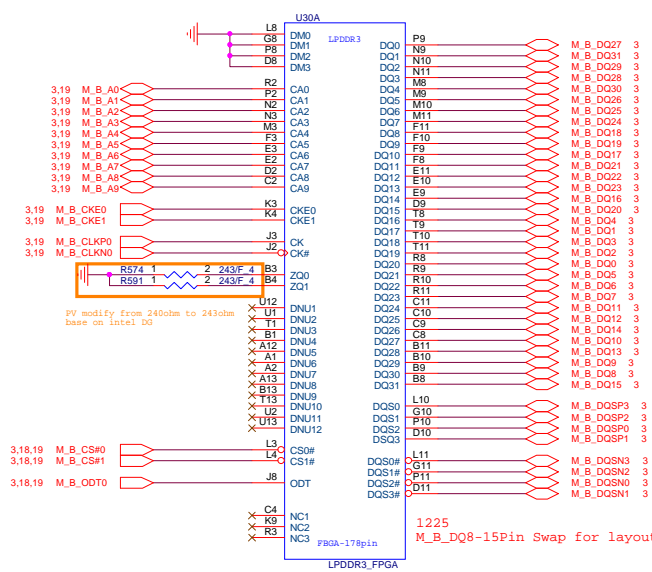 U30A
LPDDR3
L8 DM0
G8 DM1
P8 DM2
D8 DM3
3,19 M_B_A0 R2 CA0
3,19 M_B_A1 P2 CA1
3,19 M_B_A2 N2 CA2
3,19 M_B_A3 N3 CA3
3,19 M_B_A4 M3 CA4
3,19 M_B_A5 F3 CA5
3,19 M_B_A6 E3 CA6
3,19 M_B_A7 E2 CA7
3,19 M_B_A8 D2 CA8
3,19 M_B_A9 C2 CA9
3,19 M_B_CKE0 K3 CKE0
3,19 M_B_CKE1 K4 CKE1
3,19 M_B_CLKP0 J3 CK
3,19 M_B_CLKN0 J2 CK#
R574 1 2 243/F_4 B3 ZQ0
R591 1 2 243/F_4 B4 ZQ1
PV modify from 240ohm to 243ohm
base on intel DG
U12 DNU1
U1 DNU2
T1 DNU3
B1 DNU4
A12 DNU5
A1 DNU6
A2 DNU7
A13 DNU8
B13 DNU9
T13 DNU10
U2 DNU11
U13 DNU12
3,18,19 M_B_CS#0 L3 CS0#
3,18,19 M_B_CS#1 L4 CS1#
3,18,19 M_B_ODT0 J8 ODT
C4 NC1
K9 NC2
R3 NC3
DQ0 P9 M_B_DQ27 3
DQ1 N9 M_B_DQ31 3
DQ2 N10 M_B_DQ29 3
DQ3 N11 M_B_DQ28 3
DQ4 M8 M_B_DQ30 3
DQ5 M9 M_B_DQ26 3
DQ6 M10 M_B_DQ25 3
DQ7 M11 M_B_DQ24 3
DQ8 F11 M_B_DQ18 3
DQ9 F10 M_B_DQ19 3
DQ10 F9 M_B_DQ17 3
DQ11 F8 M_B_DQ21 3
DQ12 E11 M_B_DQ22 3
DQ13 E10 M_B_DQ23 3
DQ14 E9 M_B_DQ16 3
DQ15 D9 M_B_DQ20 3
DQ16 T8 M_B_DQ4 3
DQ17 T9 M_B_DQ1 3
DQ18 T10 M_B_DQ3 3
DQ19 T11 M_B_DQ2 3
DQ20 R8 M_B_DQ0 3
DQ21 R9 M_B_DQ5 3
DQ22 R10 M_B_DQ6 3
DQ23 R11 M_B_DQ7 3
DQ24 C11 M_B_DQ11 3
DQ25 C10 M_B_DQ12 3
DQ26 C9 M_B_DQ14 3
DQ27 C8 M_B_DQ10 3
DQ28 B11 M_B_DQ13 3
DQ29 B10 M_B_DQ9 3
DQ30 B9 M_B_DQ8 3
DQ31 B8 M_B_DQ15 3
DQS0 L10 M_B_DQSP3 3
DQS1 G10 M_B_DQSP2 3
DQS2 P10 M_B_DQSP0 3
DSQ3 D10 M_B_DQSP1 3
DQS0# L11 M_B_DQSN3 3
DQS1# G11 M_B_DQSN2 3
DQS2# P11 M_B_DQSN0 3
DQS3# D11 M_B_DQSN1 3
1225
M_B_DQ8-15Pin Swap for layout
FBGA-178pin
LPDDR3_FPGA